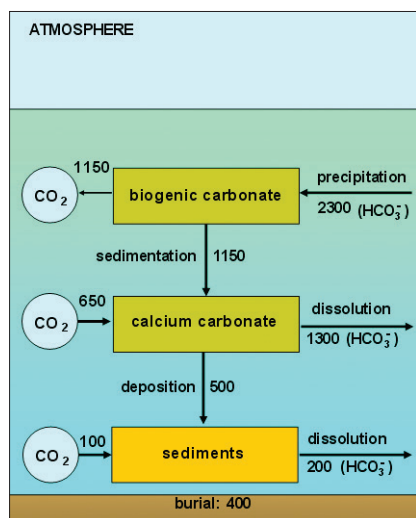 ATMOSPHERE
1150
precipitation
CO₂
biogenic carbonate
2300 (HCO₃⁻)
sedimentation 1150
650
dissolution
CO₂
calcium carbonate
1300 (HCO₃⁻)
deposition 500
100
dissolution
CO₂
sediments
200 (HCO₃⁻)
burial: 400